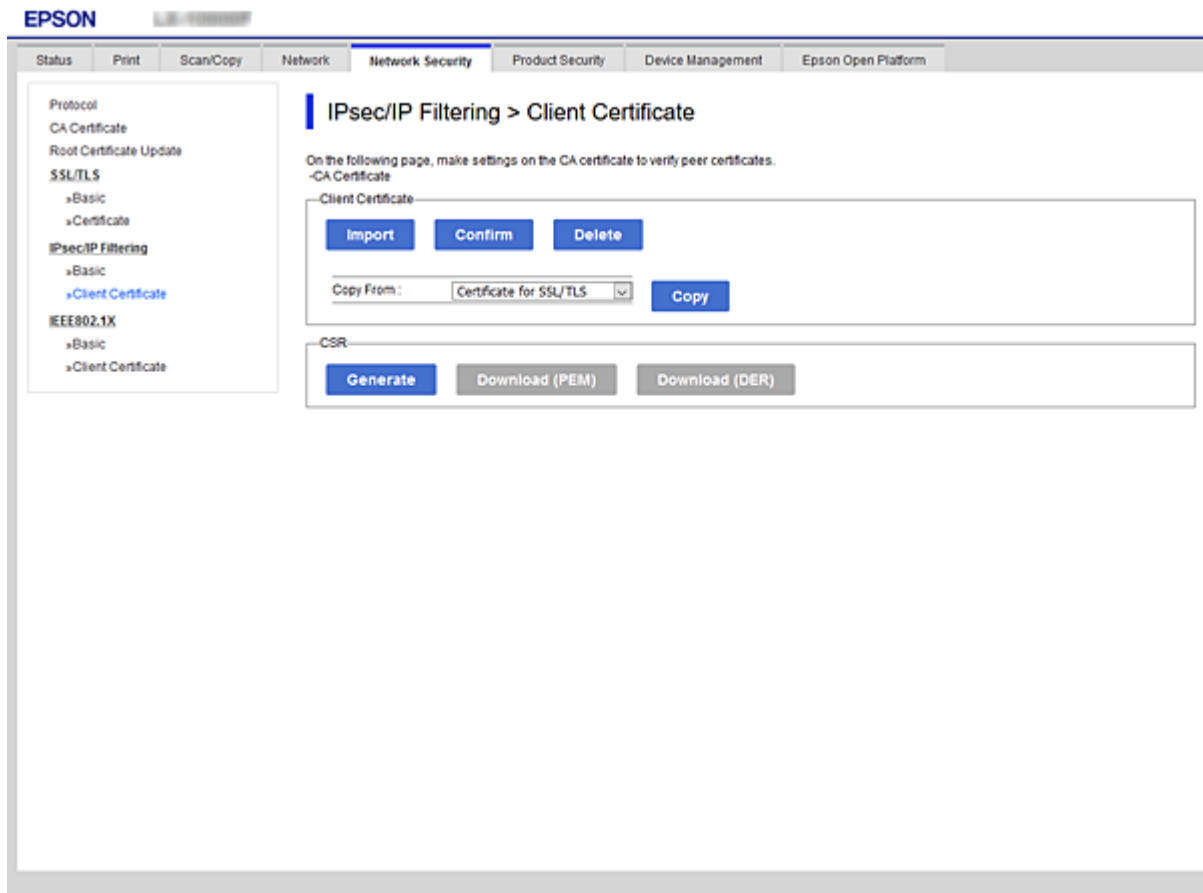 EPSON
Status Print Scan/Copy Network Network Security Product Security Device Management Epson Open Platform
Protocol
CA Certificate
Root Certificate Update
SSL/TLS
»Basic
»Certificate
IPsec/IP Filtering
»Basic
»Client Certificate
IEEE802.1X
»Basic
»Client Certificate
IPsec/IP Filtering > Client Certificate
On the following page, make settings on the CA certificate to verify peer certificates.
-CA Certificate
Client Certificate
Import Confirm Delete
Copy From : Certificate for SSL/TLS Copy
CSR
Generate Download (PEM) Download (DER)